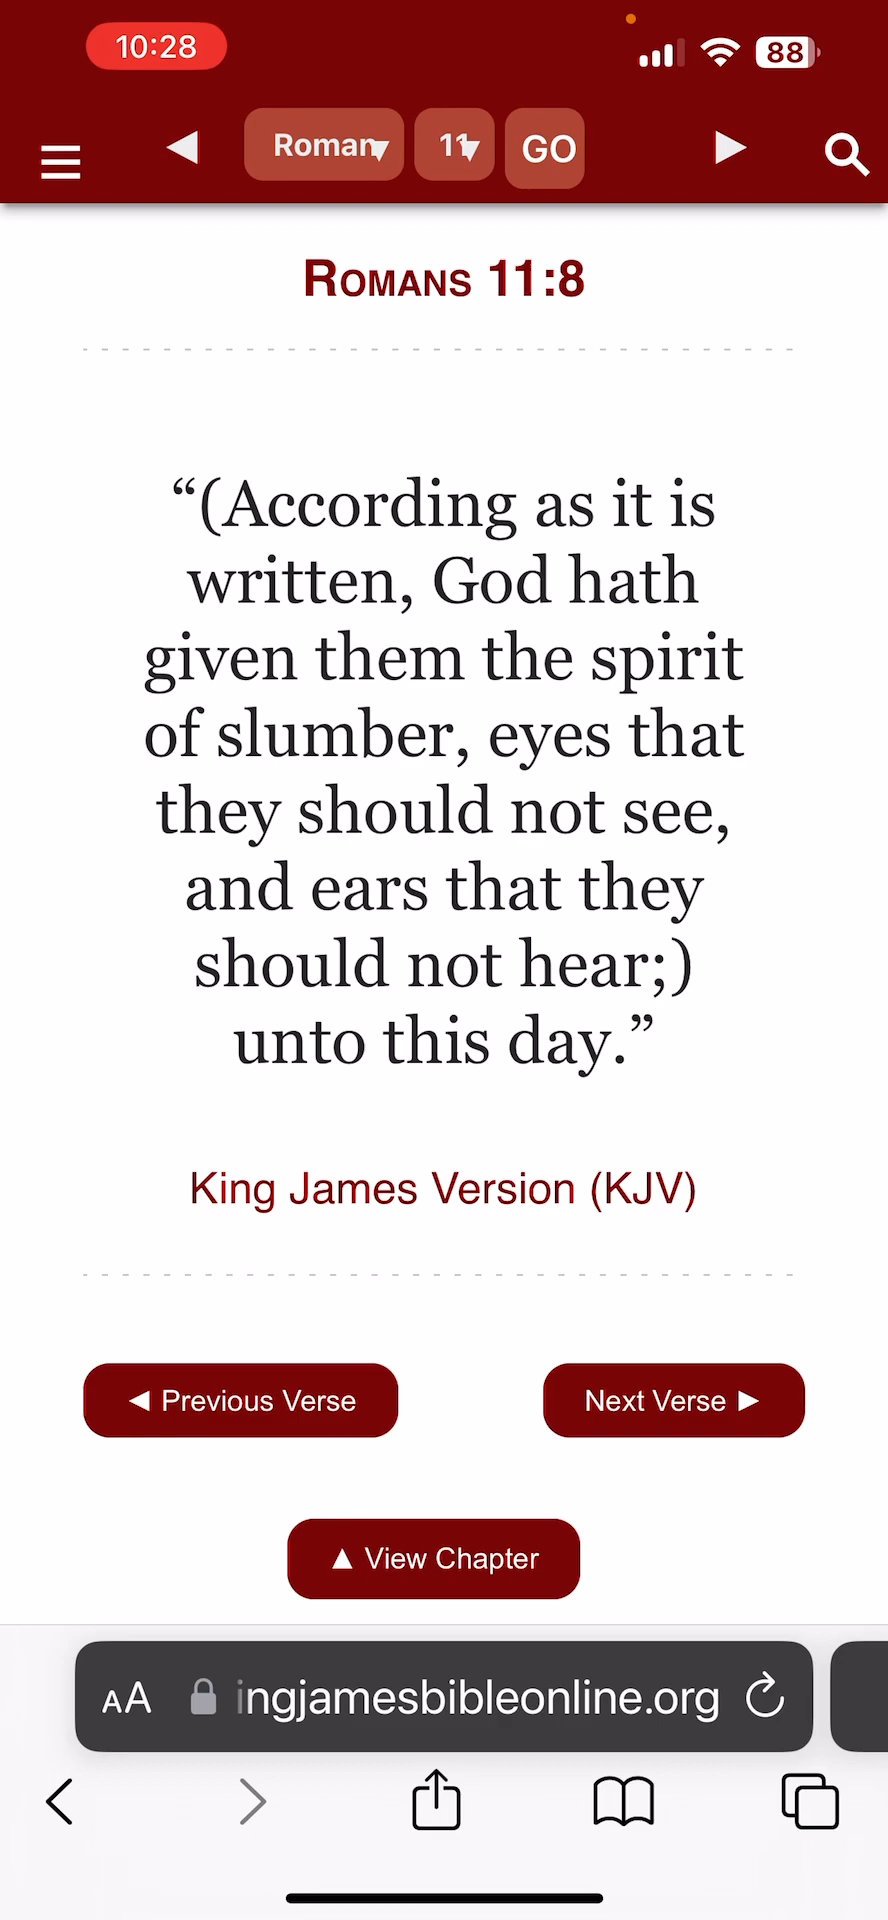 10:28
88
Roman
11
GO
Romans 11:8
“(According as it is
written, God hath
given them the spirit
of slumber, eyes that
they should not see,
and ears that they
should not hear;)
unto this day.”
King James Version (KJV)
◄ Previous Verse
Next Verse ►
▲ View Chapter
AA ingjamesbibleonline.org